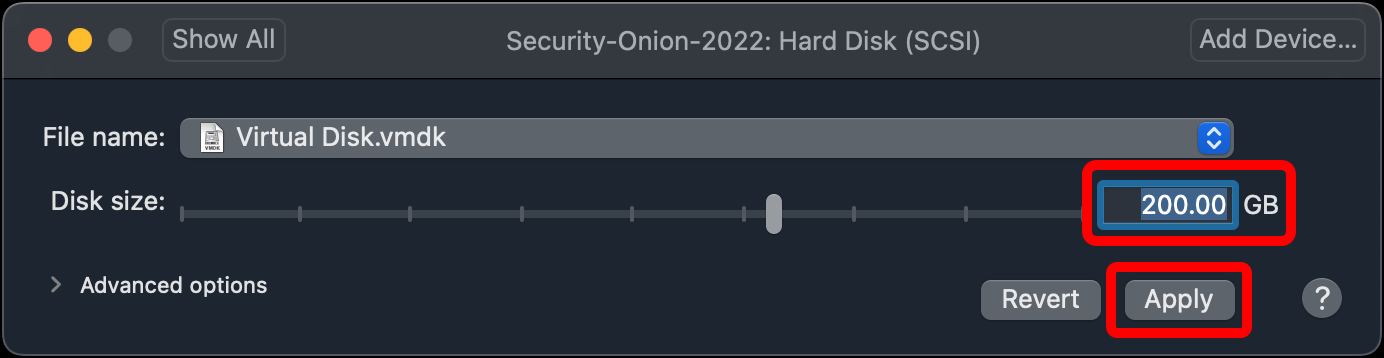 Show All
Security-Onion-2022: Hard Disk (SCSI)
Add Device...
File name: Virtual Disk.vmdk
Disk size: 200.00 GB
Advanced options
Revert
Apply
?